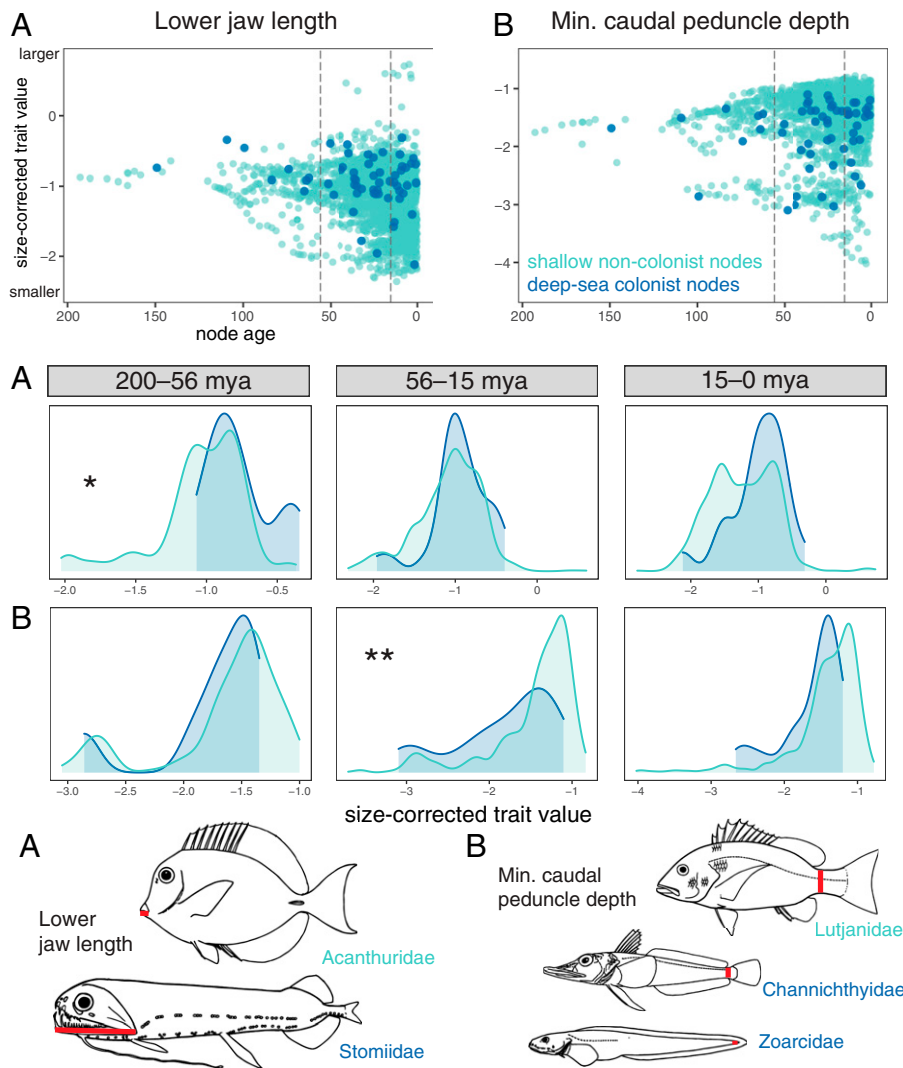 A
Lower jaw length
B
Min. caudal peduncle depth
larger
0
−1
−2
smaller
size-corrected trait value
200
150
100
50
0
node age
−1
−2
−3
−4
shallow non-colonist nodes
deep-sea colonist nodes
200
150
100
50
0
A
200–56 mya
56–15 mya
15–0 mya
*
−2.0
−1.5
−1.0
−0.5
−2
−1
0
−2
−1
0
B
**
−3.0
−2.5
−2.0
−1.5
−1.0
−3
−2
−1
−4
−3
−2
−1
size-corrected trait value
A
Lower
jaw length
Acanthuridae
Stomiidae
B
Min. caudal
peduncle depth
Lutjanidae
Channichthyidae
Zoarcidae